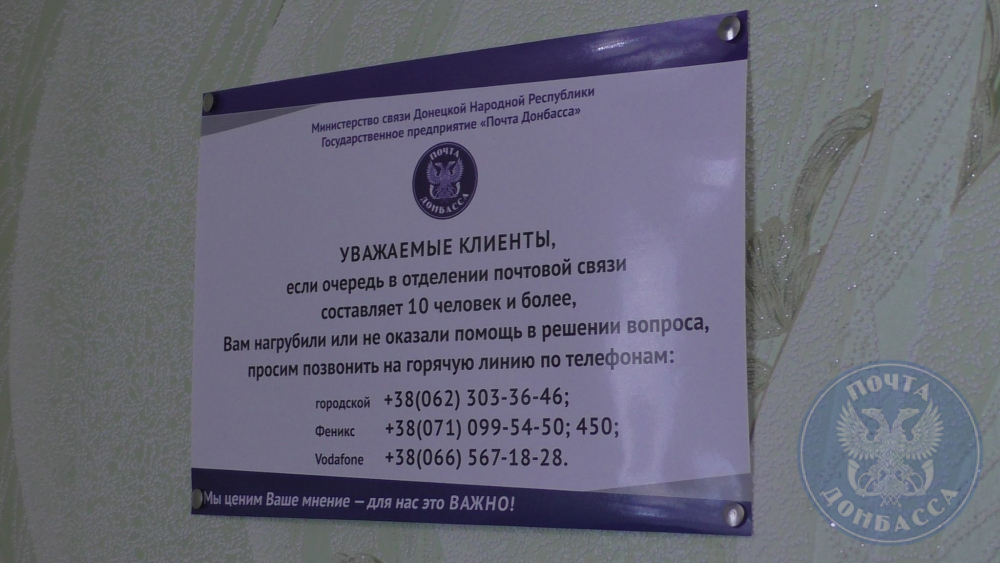 Министерство связи Донецкой Народной Республики
Государственное предприятие «Почта Донбасса»
ПОЧТА
ДОНБАССА
УВАЖАЕМЫЕ КЛИЕНТЫ,
если очередь в отделении почтовой связи
составляет 10 человек и более,
Вам нагрубили или не оказали помощь в решении вопроса,
просим позвонить на горячую линию по телефонам:
городской +38(062) 303-36-46;
Феникс +38(071) 099-54-50; 450;
Vodafone +38(066) 567-18-28.
Мы ценим Ваше мнение — для нас это ВАЖНО!
ПОЧТА
ДОНБАССА